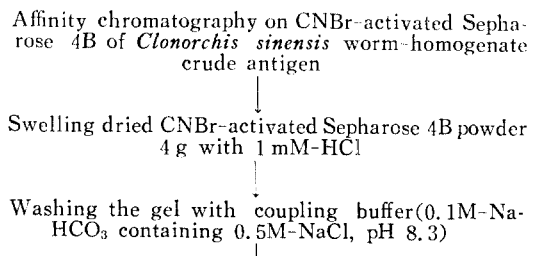 Affinity chromatography on CNBr-activated Sepha-
rose 4B of Clonorchis sinensis worm-homogenate
crude antigen
Swelling dried CNBr-activated Sepharose 4B powder
4 g with 1 mM-HCl
Washing the gel with coupling buffer(0.1M-Na-
HCO₃ containing 0.5M-NaCl, pH 8.3)